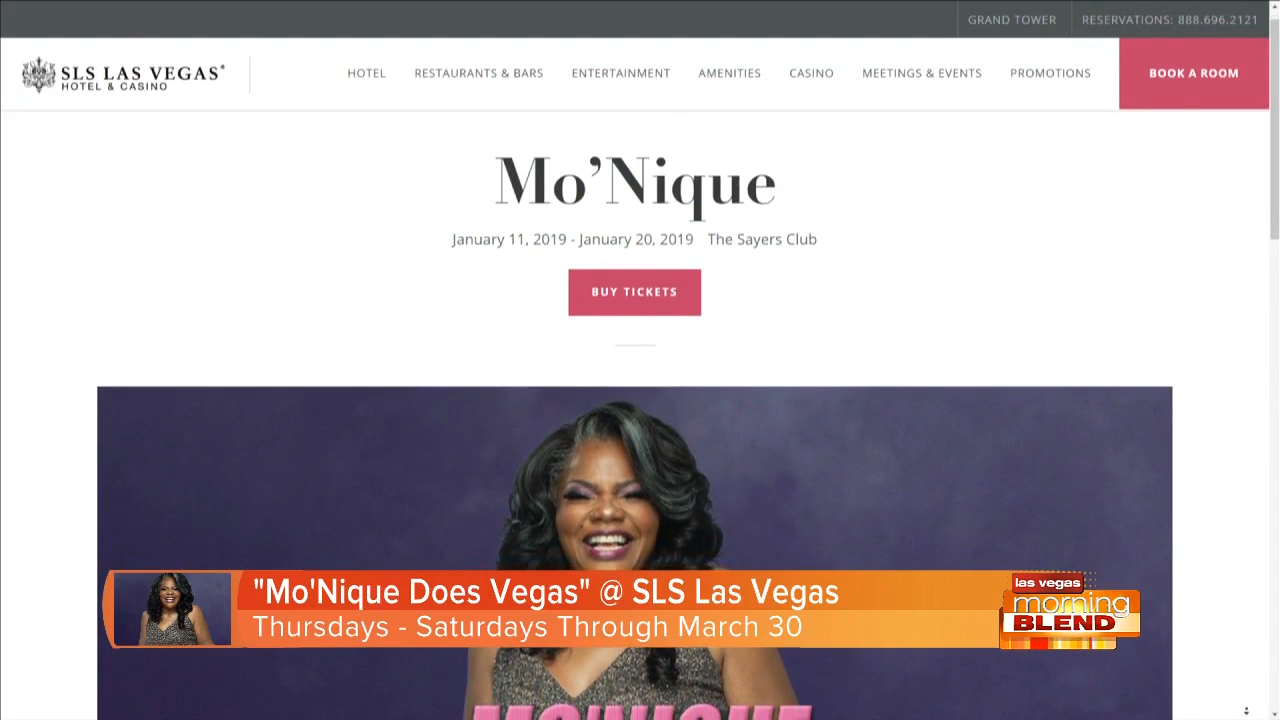 GRAND TOWER RESERVATIONS: 888.696.2121
SLS LAS VEGAS®
HOTEL & CASINO
HOTEL RESTAURANTS & BARS ENTERTAINMENT AMENITIES CASINO MEETINGS & EVENTS PROMOTIONS BOOK A ROOM
Mo’Nique
January 11, 2019 - January 20, 2019 The Sayers Club
BUY TICKETS
"Mo'Nique Does Vegas" @ SLS Las Vegas
Thursdays - Saturdays Through March 30
las vegas
morning
BLEND
MO'NIQUE